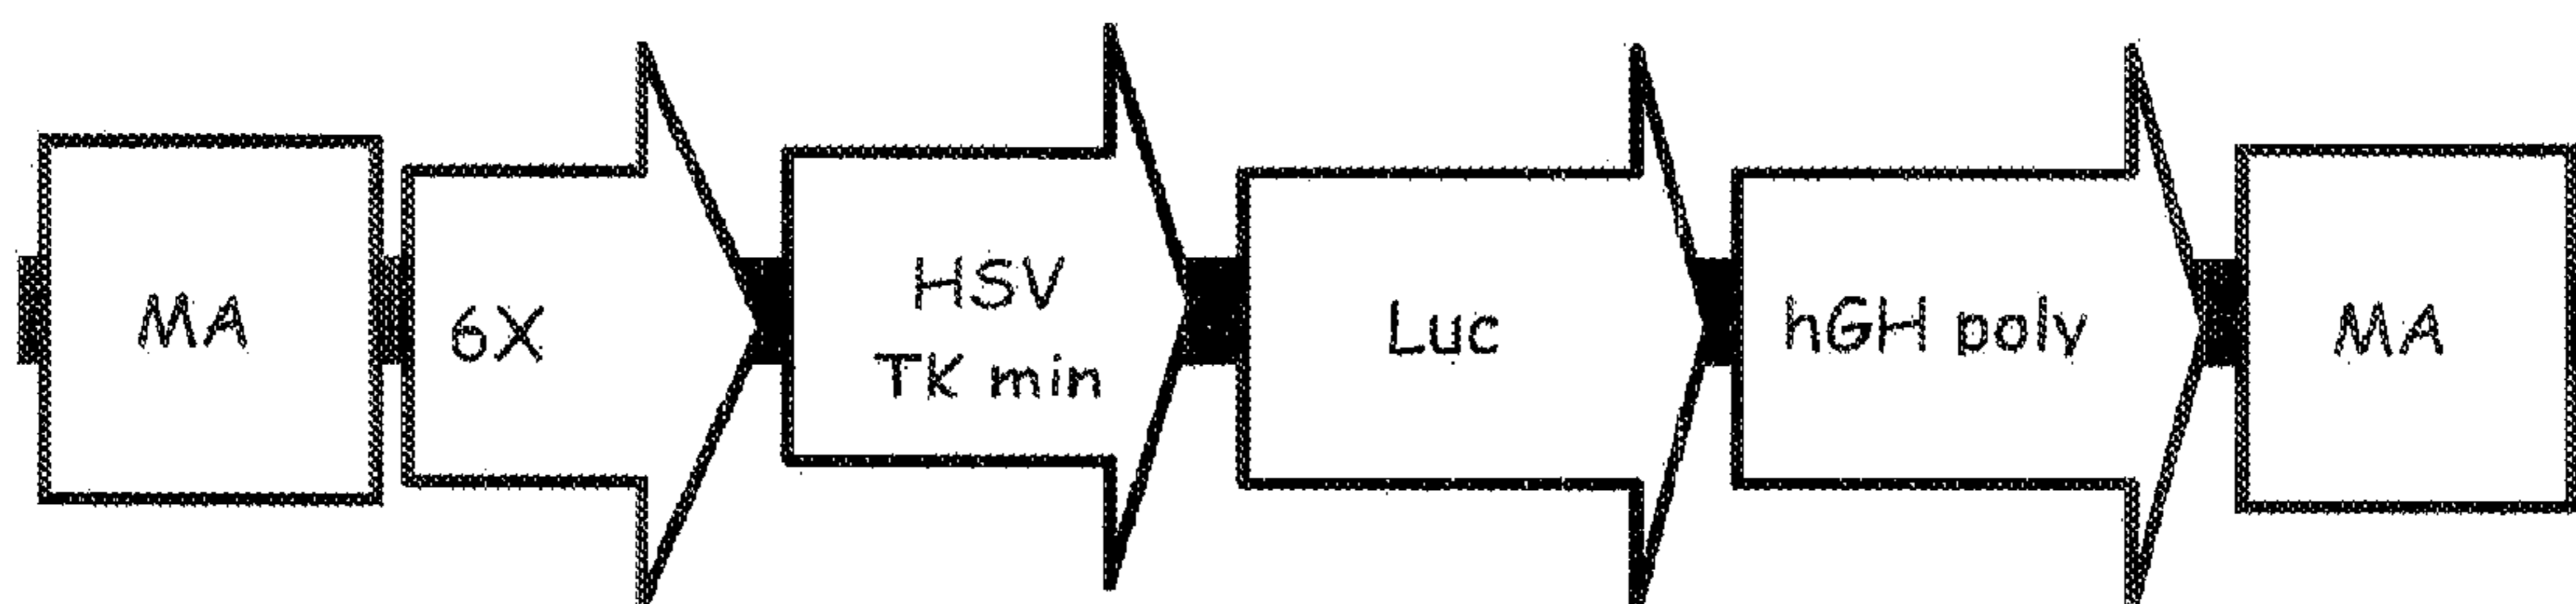 MA
6X
HSV
TK min
Luc
hGH poly
MA